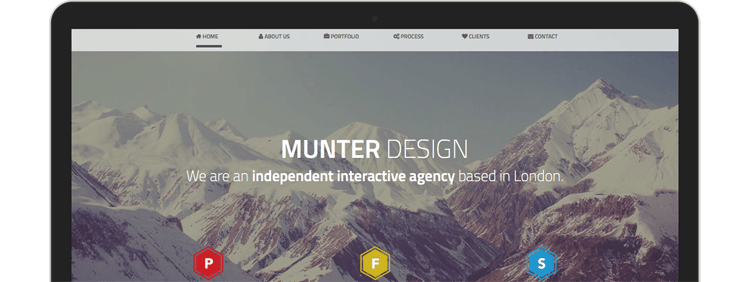 HOME ABOUT US PORTFOLIO PROCESS CLIENTS CONTACT
MUNTER DESIGN
We are an independent interactive agency based in London.
P F S